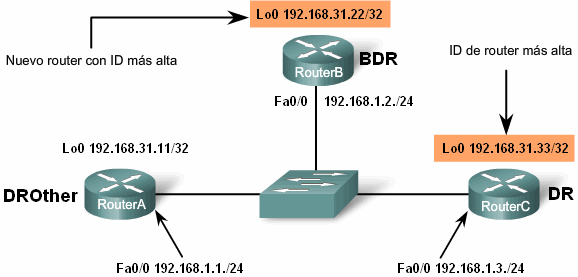 Lo0 192.168.31.22/32
Nuevo router con ID más alta
RouterB
BDR
ID de router más alta
Fa0/0 192.168.1.2./24
Lo0 192.168.31.11/32
Lo0 192.168.31.33/32
DROther
RouterA
RouterC
DR
Fa0/0 192.168.1.1./24
Fa0/0 192.168.1.3./24